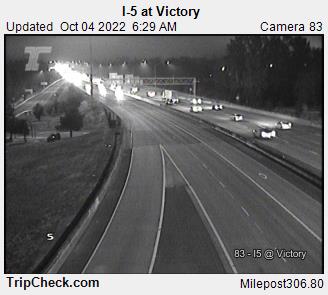 I-5 at Victory
Updated Oct 04 2022 6:29 AM Camera 83
S
83 - I5 @ Victory
TripCheck.com Milepost306.80